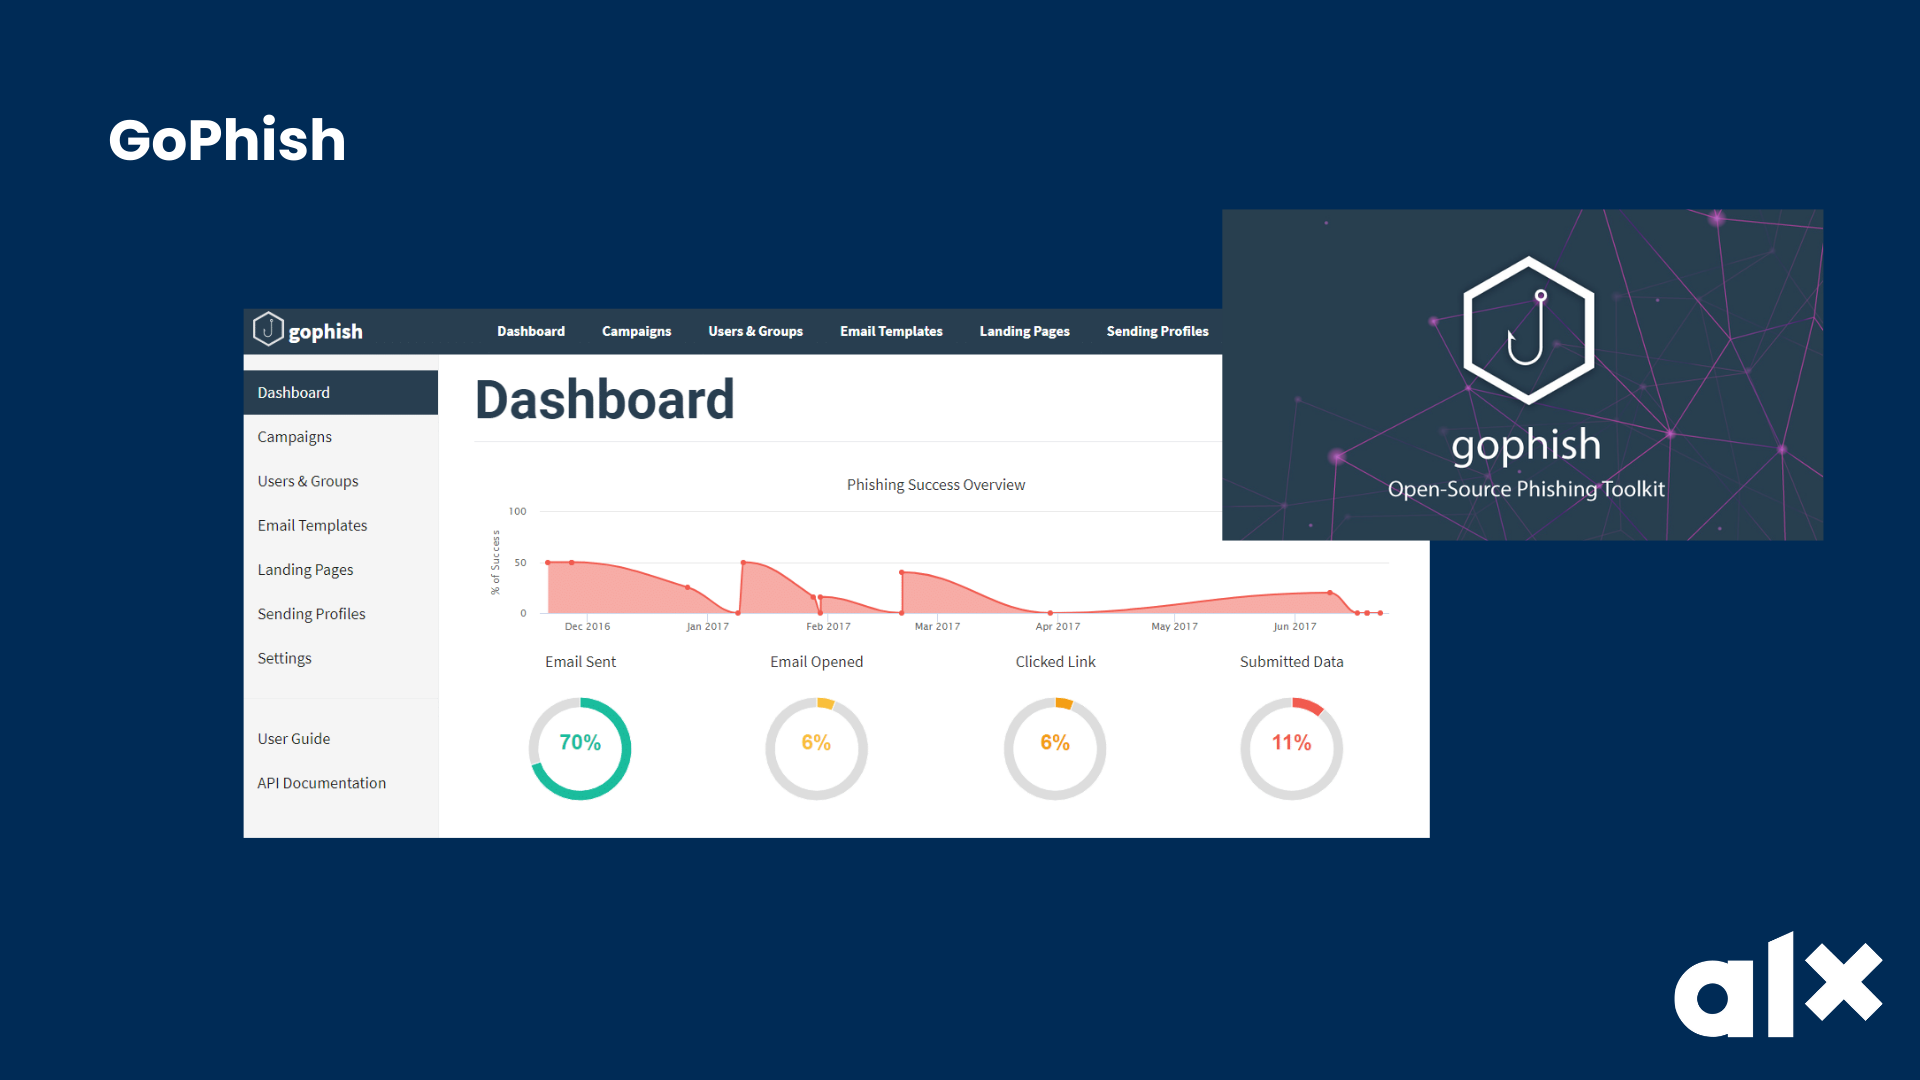 GoPhish
gophish
Dashboard Campaigns Users & Groups Email Templates Landing Pages Sending Profiles
Dashboard
Campaigns
Users & Groups
Email Templates
Landing Pages
Sending Profiles
Settings
User Guide
API Documentation
Dashboard
Phishing Success Overview
% of Success
100
50
0
Dec 2016 Jan 2017 Feb 2017 Mar 2017 Apr 2017 May 2017 Jun 2017
Email Sent Email Opened Clicked Link Submitted Data
70% 6% 6% 11%
gophish
Open-Source Phishing Toolkit
alx